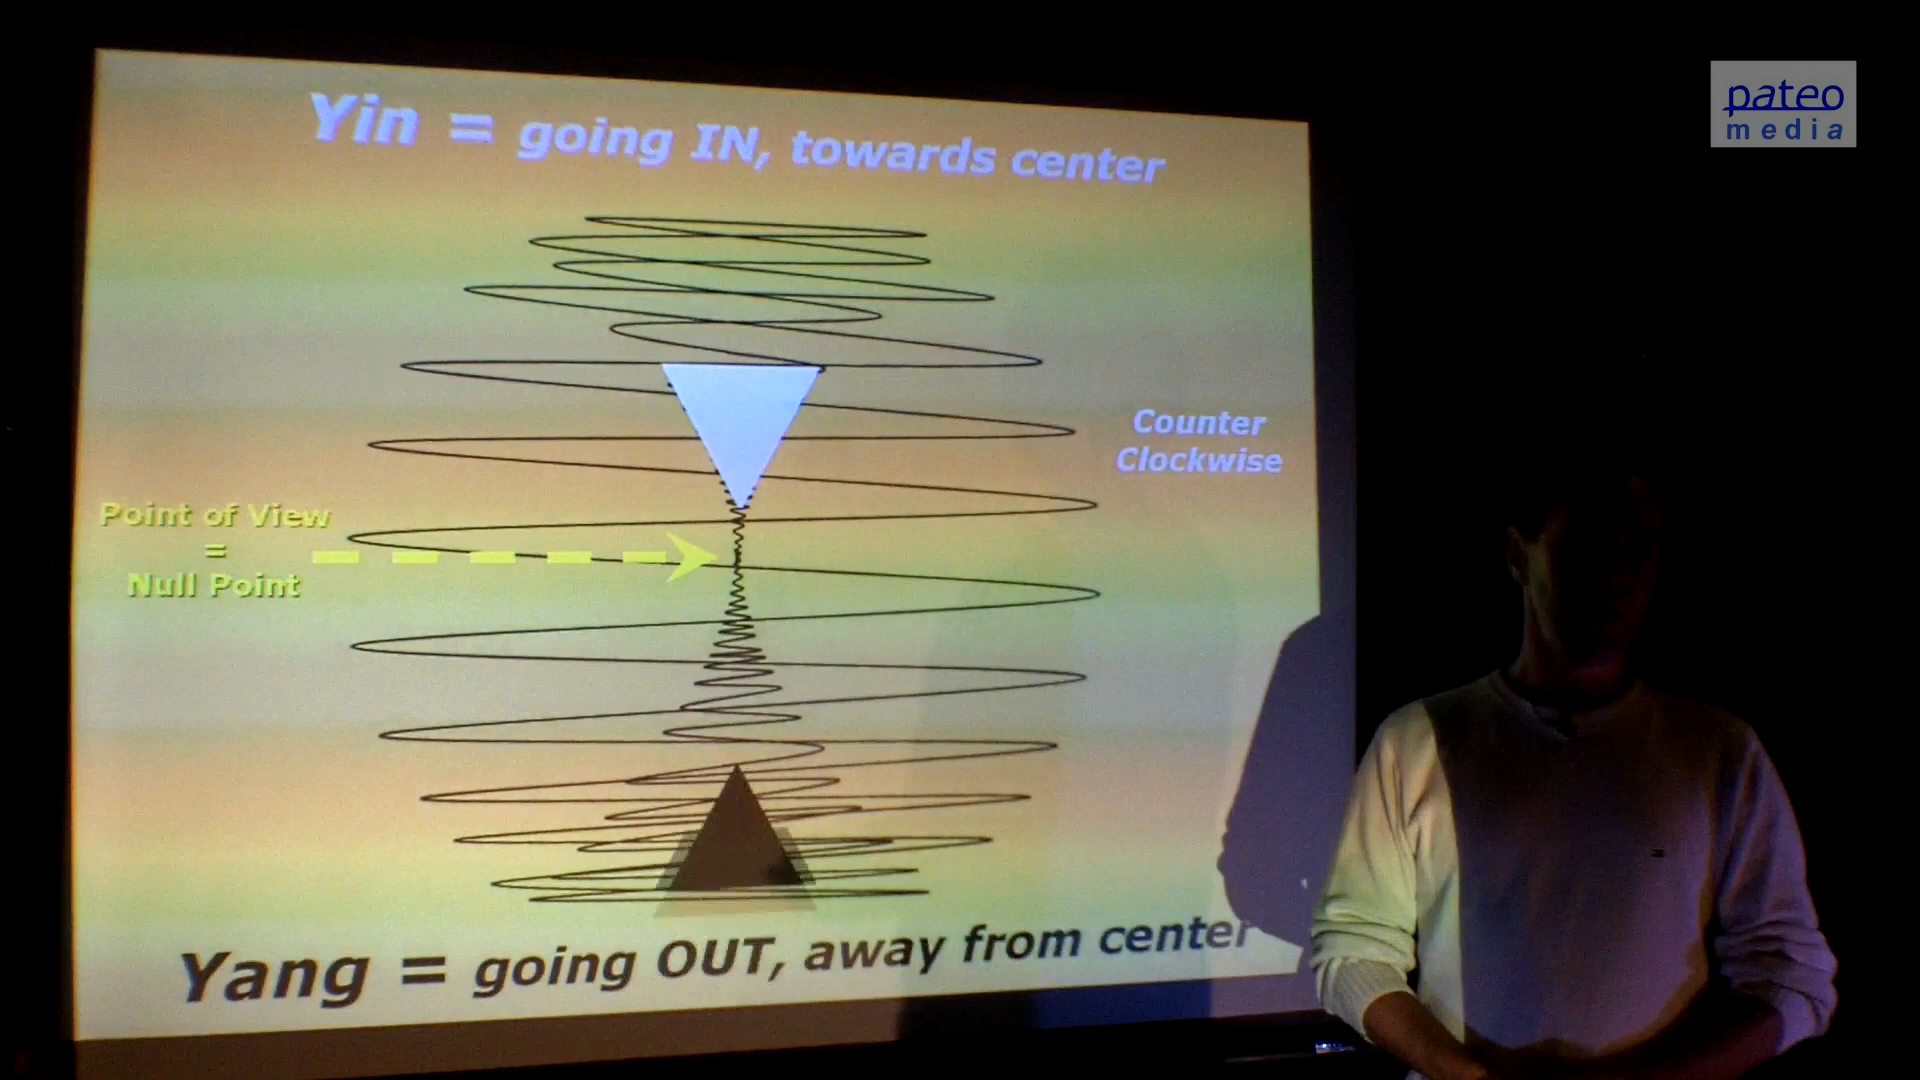 Yin = going IN, towards center
Counter
Clockwise
Point of View
=
Null Point
Yang = going OUT, away from center
pateo
media